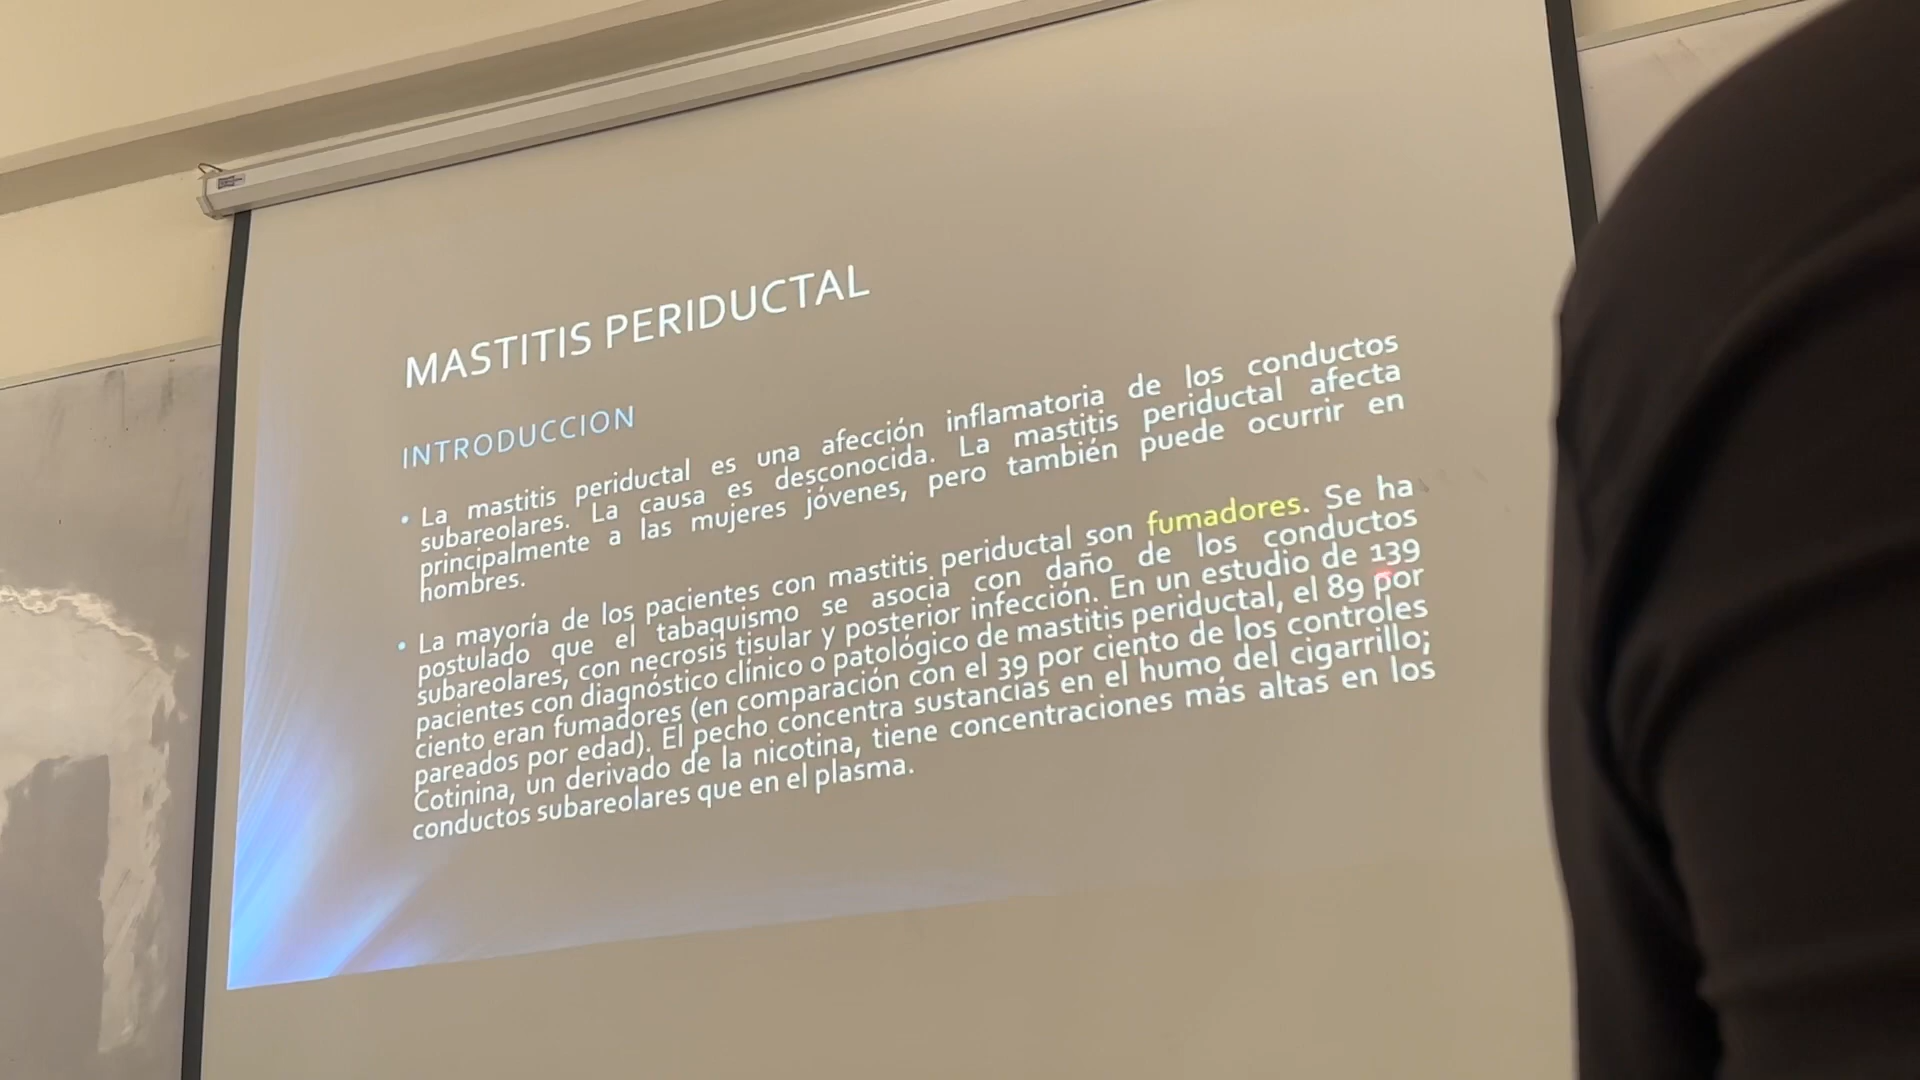 MASTITIS PERIDUCTAL
INTRODUCCION
• La mastitis periductal es una afección inflamatoria de los conductos
subareolares. La causa es desconocida. La mastitis periductal afecta
principalmente a las mujeres jóvenes, pero también puede ocurrir en
hombres.
• La mayoría de los pacientes con mastitis periductal son fumadores. Se ha
postulado que el tabaquismo se asocia con daño de los conductos
subareolares, con necrosis tisular y posterior infección. En un estudio de 139
pacientes con diagnóstico clínico o patológico de mastitis periductal, el 89 por
ciento eran fumadores (en comparación con el 39 por ciento de los controles
pareados por edad). El pecho concentra sustancias en el humo del cigarrillo;
Cotinina, un derivado de la nicotina, tiene concentraciones más altas en los
conductos subareolares que en el plasma.